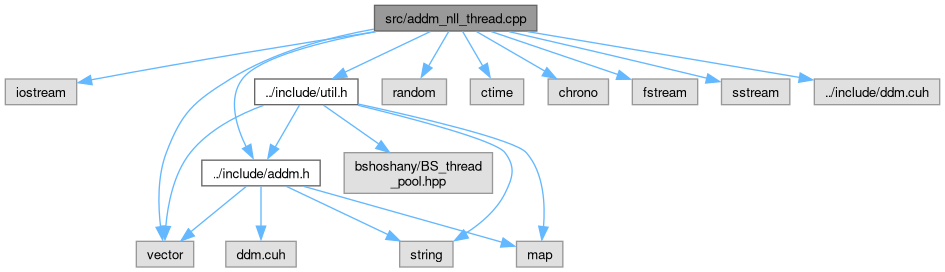 src/addm_nll_thread.cpp
iostream
../include/util.h
random
ctime
chrono
fstream
sstream
../include/ddm.cuh
../include/addm.h
bshoshany/BS_thread
_pool.hpp
vector
ddm.cuh
string
map